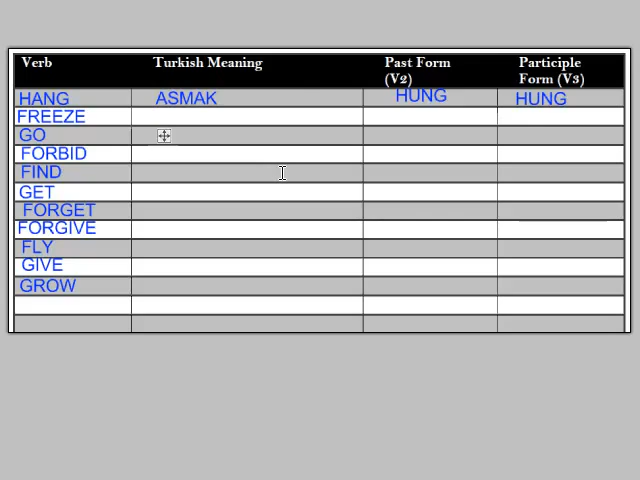 Verb Turkish Meaning Past Form (V2) Participle Form (V3)
HANG ASMAK HUNG HUNG
FREEZE
GO
FORBID
FIND
GET
FORGET
FORGIVE
FLY
GIVE
GROW